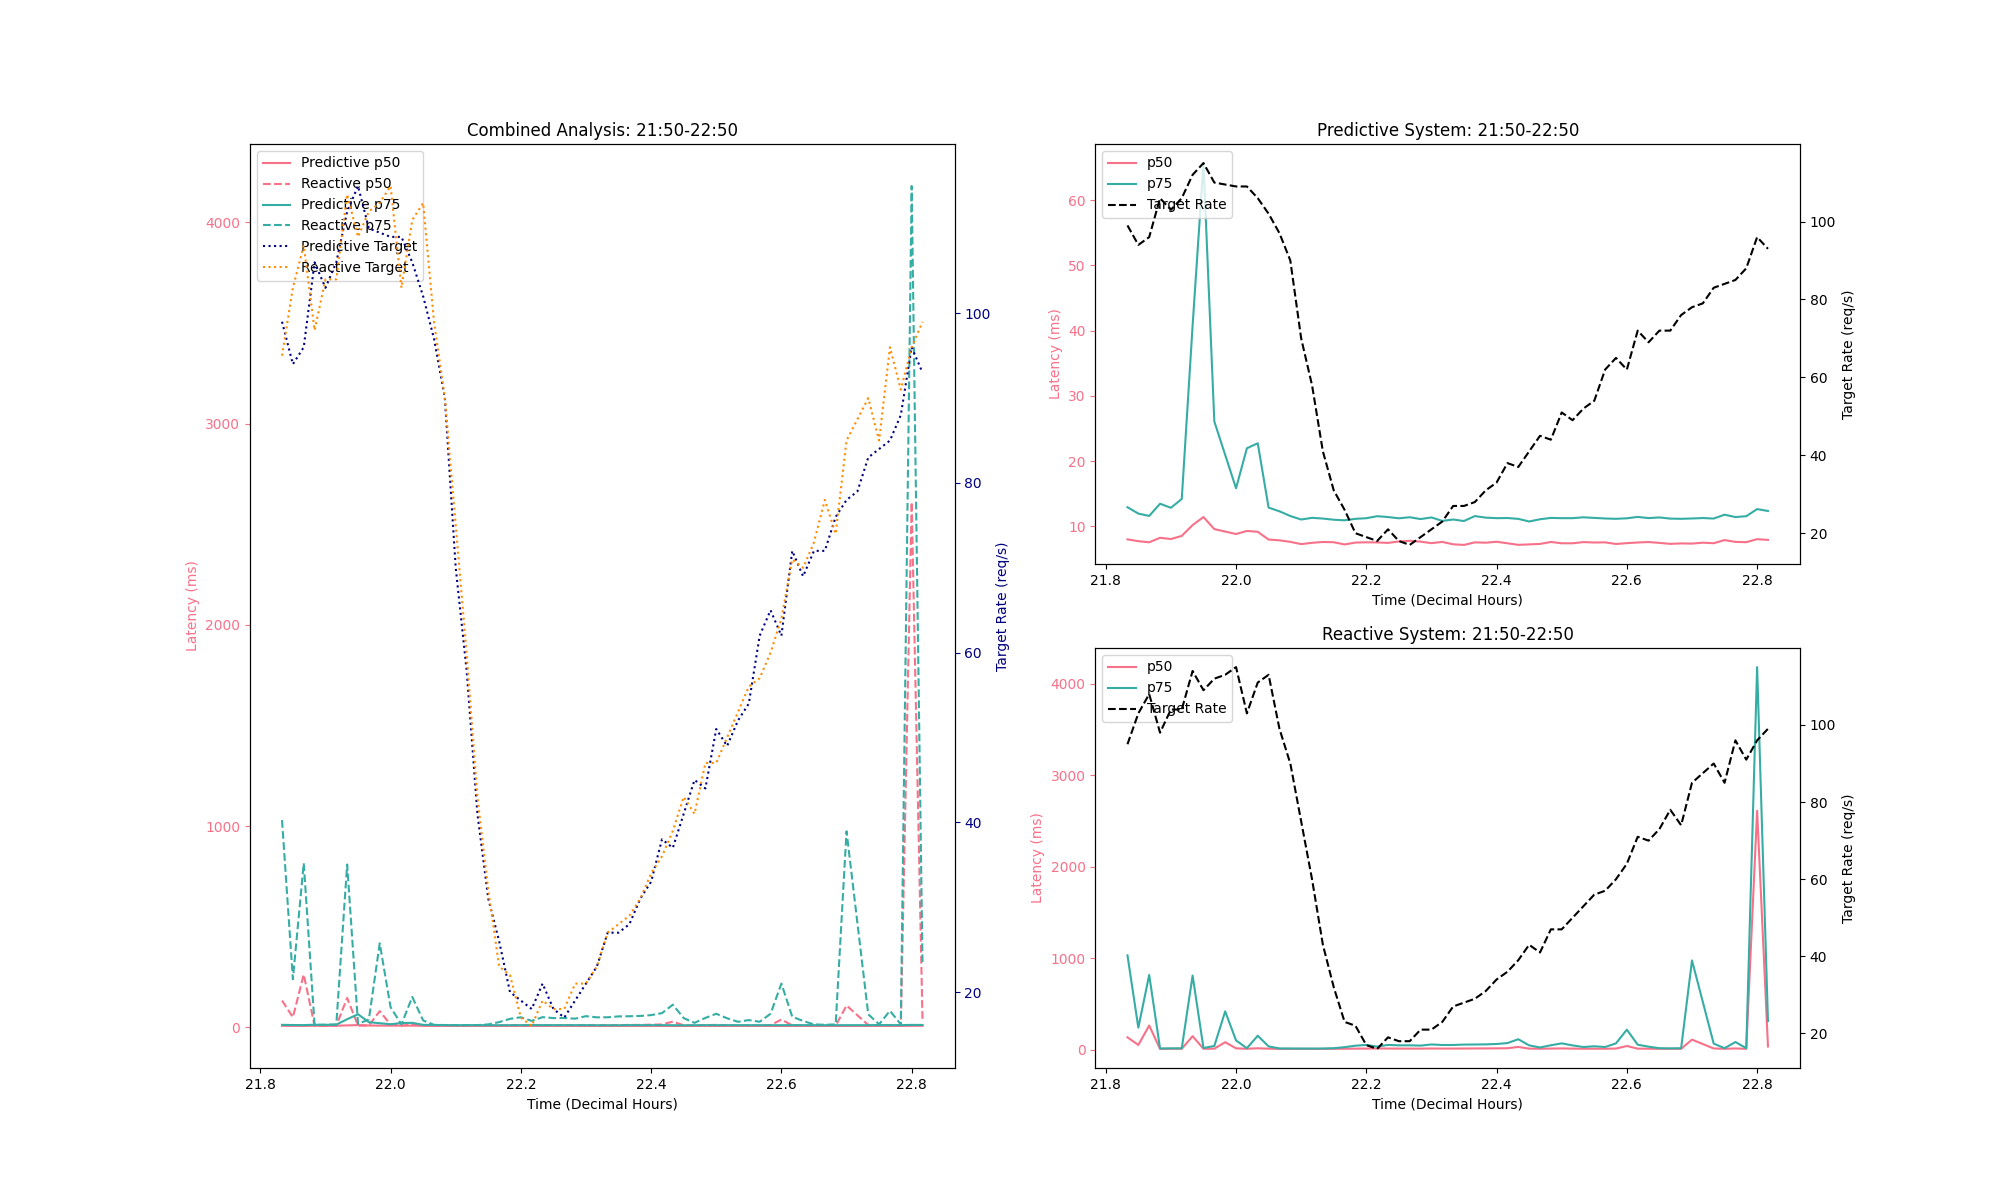 Combined Analysis: 21:50-22:50
Predictive p50
Reactive p50
Predictive p75
Reactive p75
Predictive Target
Reactive Target
4000
3000
2000
1000
0
Latency (ms)
100
80
60
40
20
Target Rate (req/s)
21.8 22.0 22.2 22.4 22.6 22.8
Time (Decimal Hours)
Predictive System: 21:50-22:50
p50
p75
Target Rate
60
50
40
30
20
10
Latency (ms)
100
80
60
40
20
Target Rate (req/s)
21.8 22.0 22.2 22.4 22.6 22.8
Time (Decimal Hours)
Reactive System: 21:50-22:50
p50
p75
Target Rate
4000
3000
2000
1000
0
Latency (ms)
100
80
60
40
20
Target Rate (req/s)
21.8 22.0 22.2 22.4 22.6 22.8
Time (Decimal Hours)